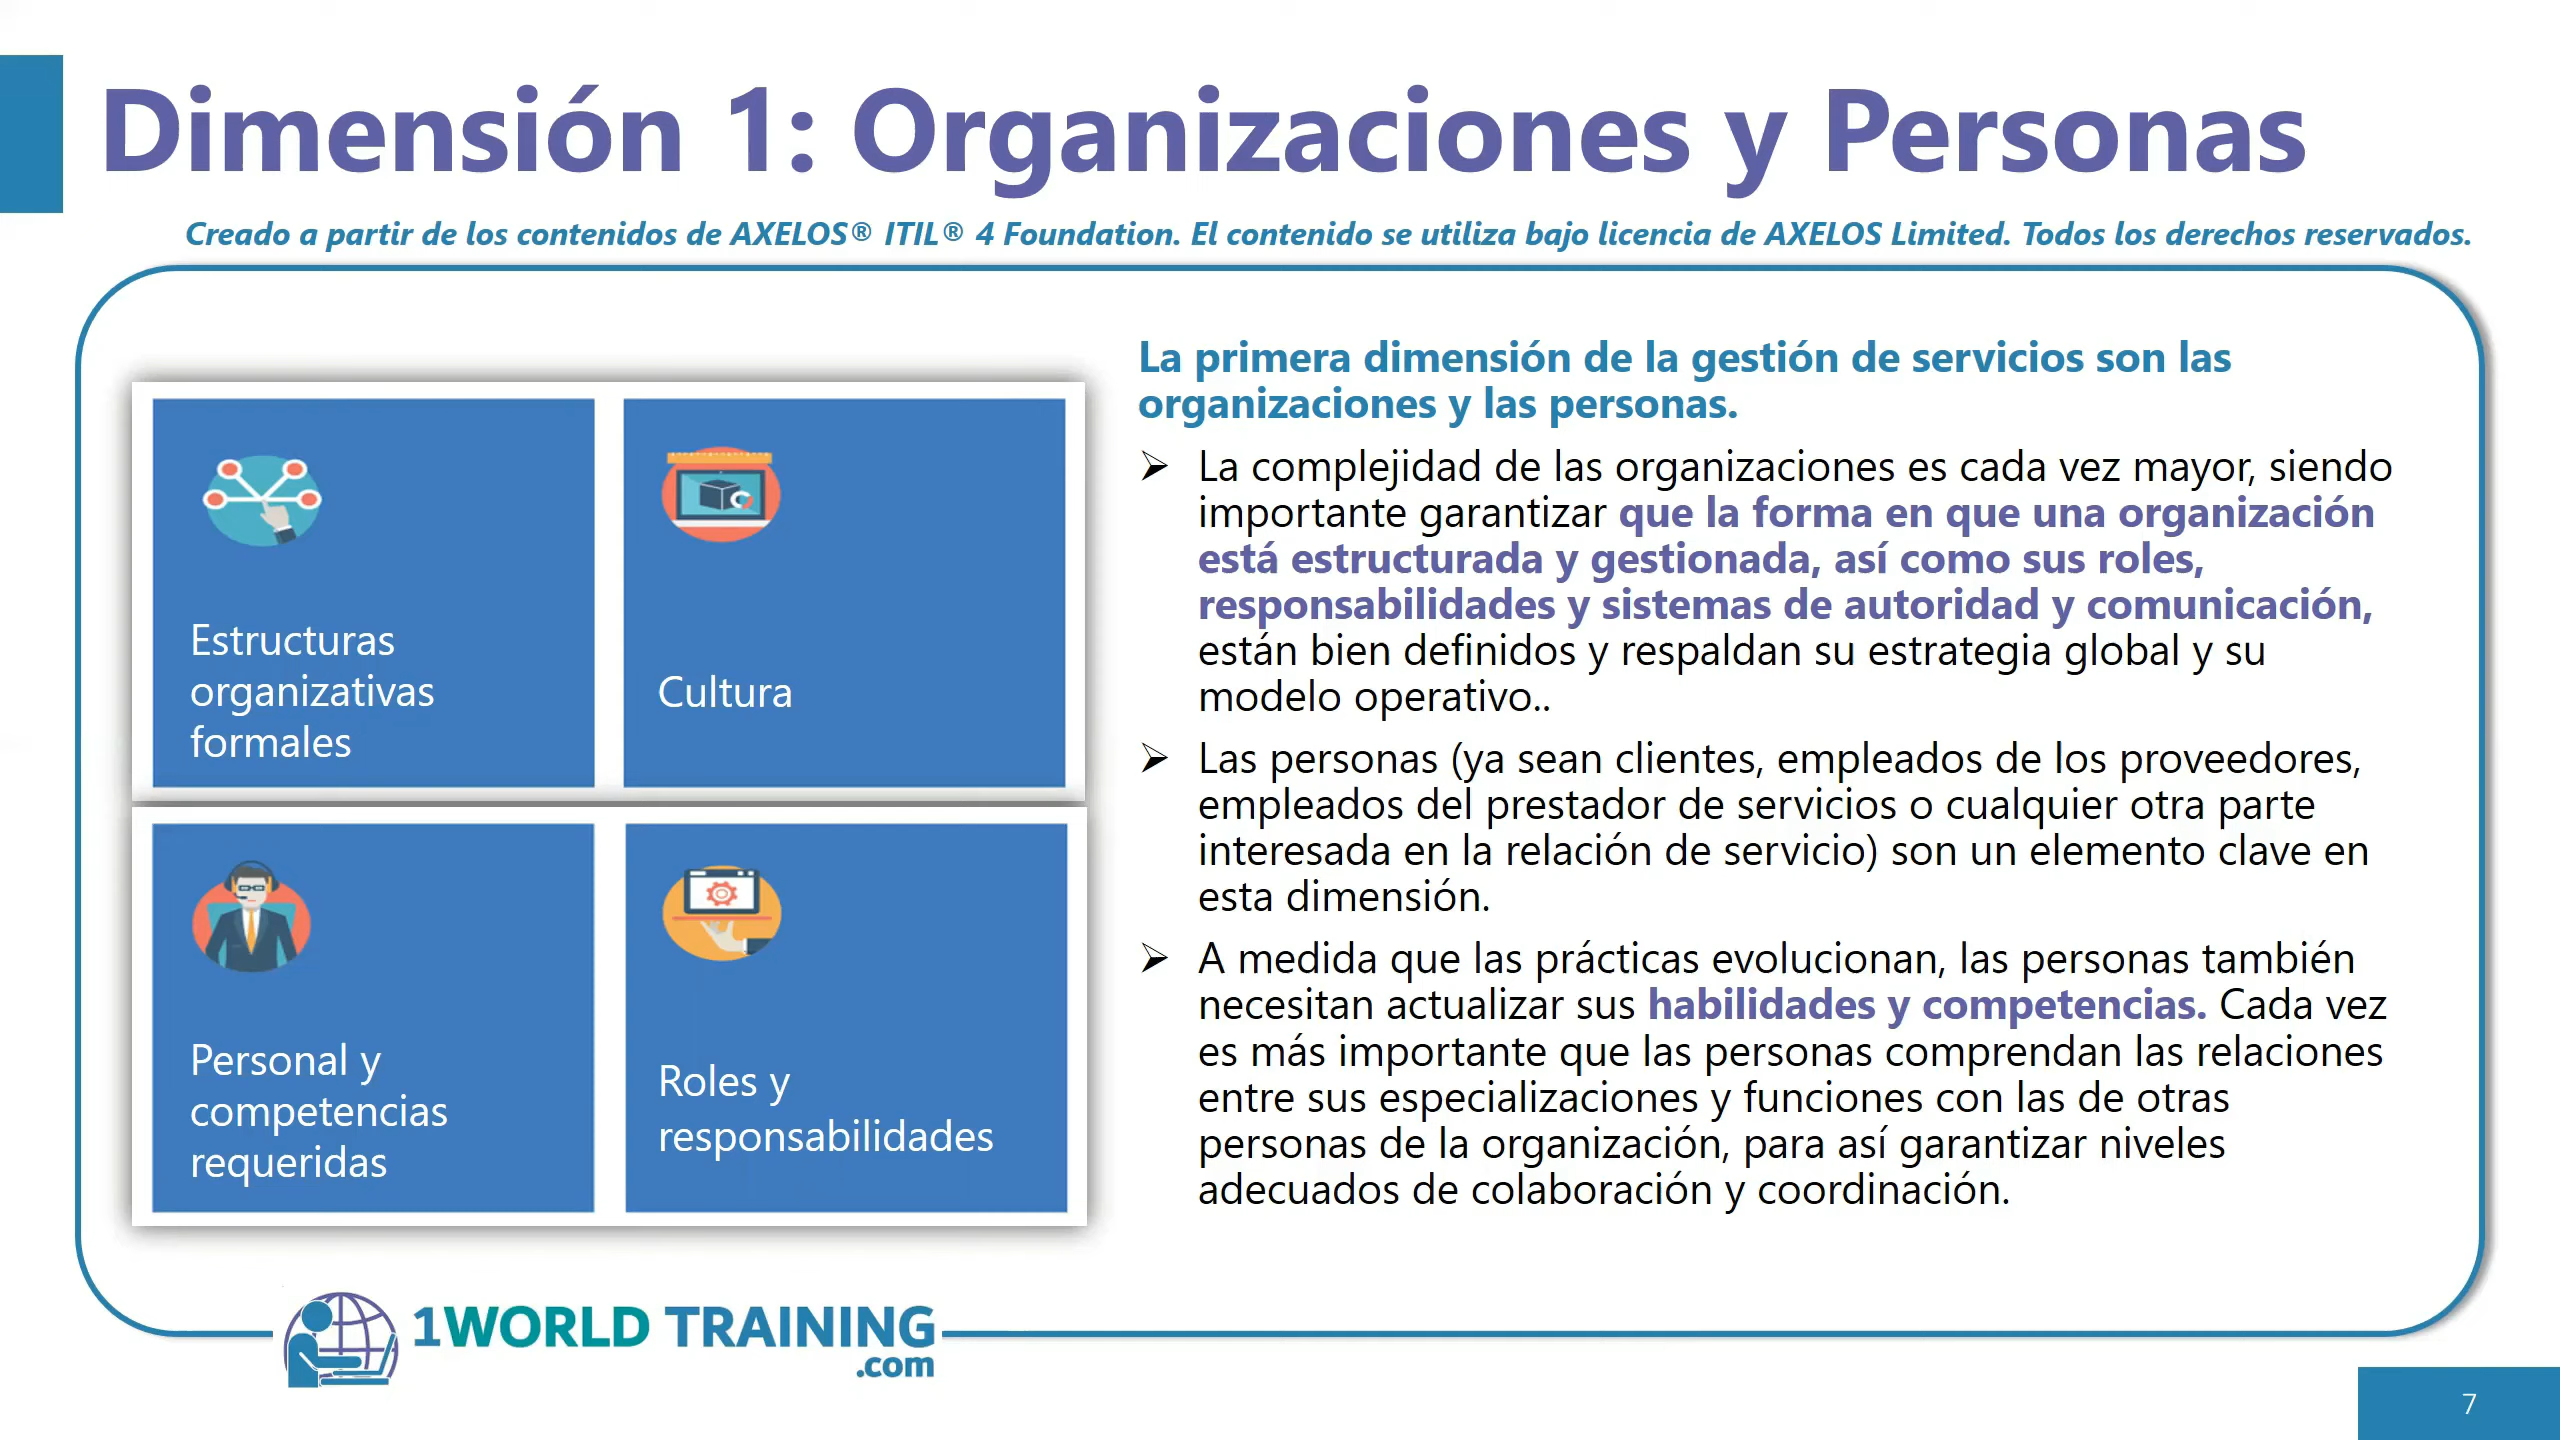 Dimensión 1: Organizaciones y Personas
Creado a partir de los contenidos de AXELOS® ITIL® 4 Foundation. El contenido se utiliza bajo licencia de AXELOS Limited. Todos los derechos reservados.
Estructuras
organizativas
formales
Cultura
Personal y
competencias
requeridas
Roles y
responsabilidades
La primera dimensión de la gestión de servicios son las
organizaciones y las personas.
➢ La complejidad de las organizaciones es cada vez mayor, siendo
importante garantizar que la forma en que una organización
está estructurada y gestionada, así como sus roles,
responsabilidades y sistemas de autoridad y comunicación,
están bien definidos y respaldan su estrategia global y su
modelo operativo..
➢ Las personas (ya sean clientes, empleados de los proveedores,
empleados del prestador de servicios o cualquier otra parte
interesada en la relación de servicio) son un elemento clave en
esta dimensión.
➢ A medida que las prácticas evolucionan, las personas también
necesitan actualizar sus habilidades y competencias. Cada vez
es más importante que las personas comprendan las relaciones
entre sus especializaciones y funciones con las de otras
personas de la organización, para así garantizar niveles
adecuados de colaboración y coordinación.
1WORLD TRAINING
.com
7